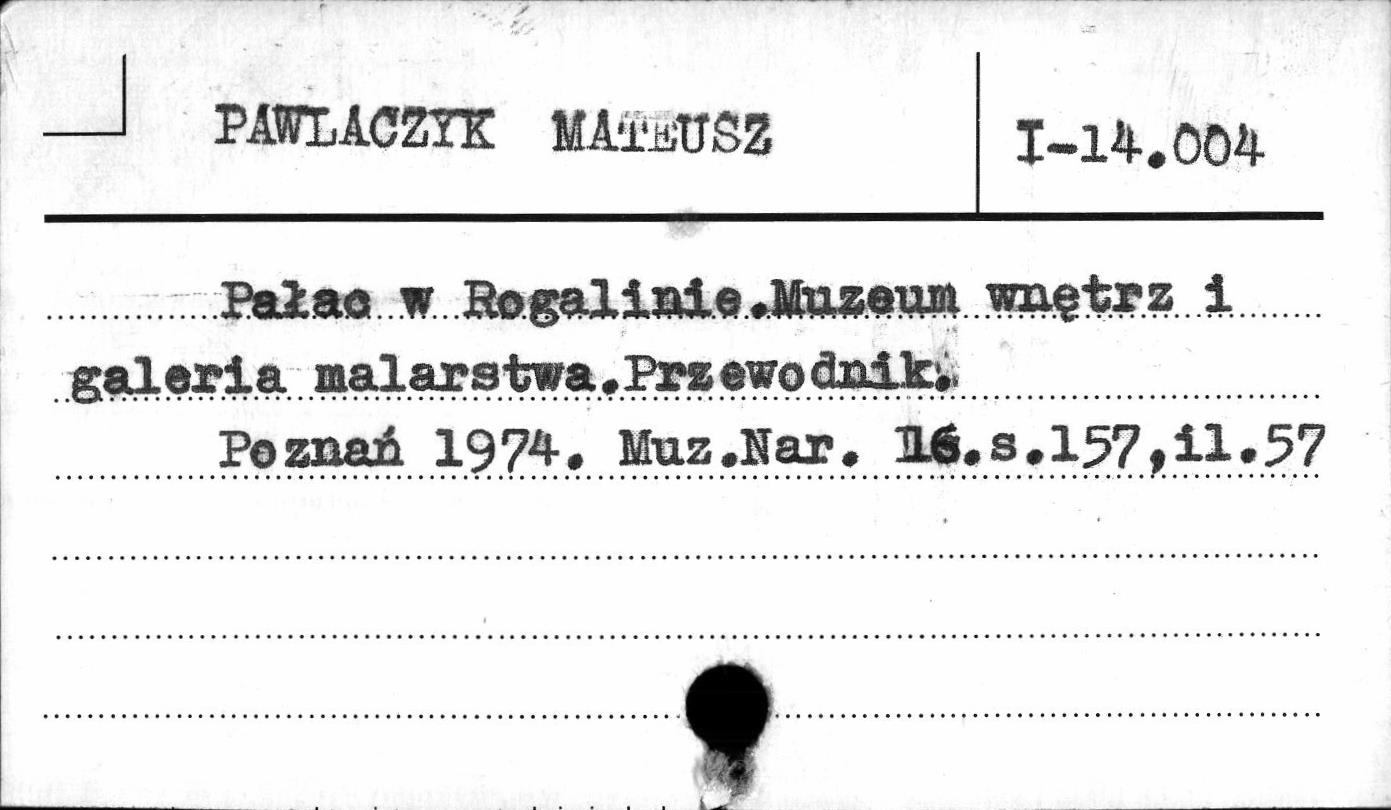 PAWLACZYK MATEUSZ
I-14.004
Pałac w Rogalinie.Muzeum wnętrz i
galeria malarstwa.Przewodnik.
Poznań 1974. Muz.Nar. 16.s.157,il.57